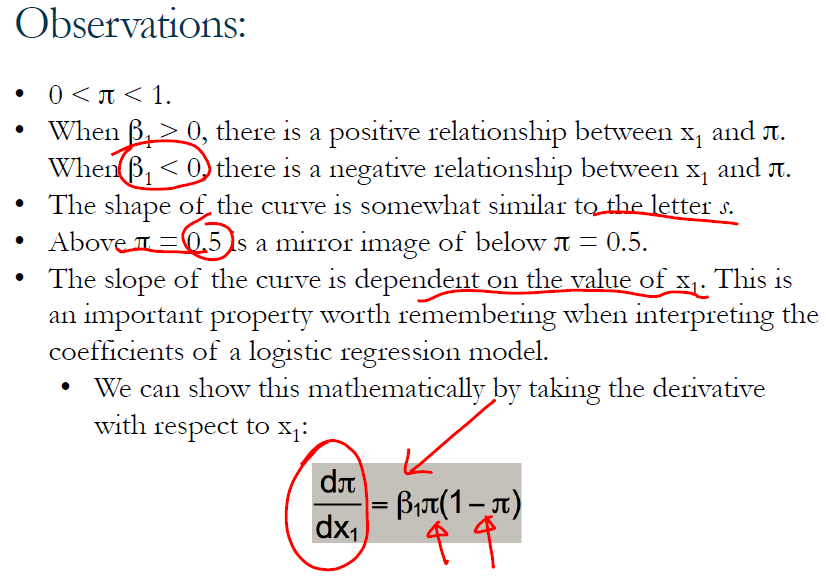 Observations:
• 0 < π < 1.
• When β₁ > 0, there is a positive relationship between x₁ and π.
When β₁ < 0, there is a negative relationship between x₁ and π.
• The shape of the curve is somewhat similar to the letter s.
• Above π = 0.5 is a mirror image of below π = 0.5.
• The slope of the curve is dependent on the value of x₁. This is
an important property worth remembering when interpreting the
coefficients of a logistic regression model.
• We can show this mathematically by taking the derivative
with respect to x₁:
dπ/dx₁ = β₁π(1 − π)